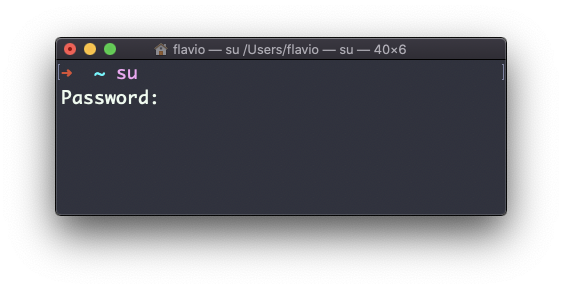 flavio — su /Users/flavio — su — 40×6
[➜  ~ su ]
Password: